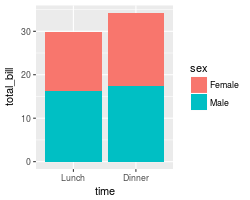 30
20
10
0
total_bill
Lunch
Dinner
time
sex
Female
Male